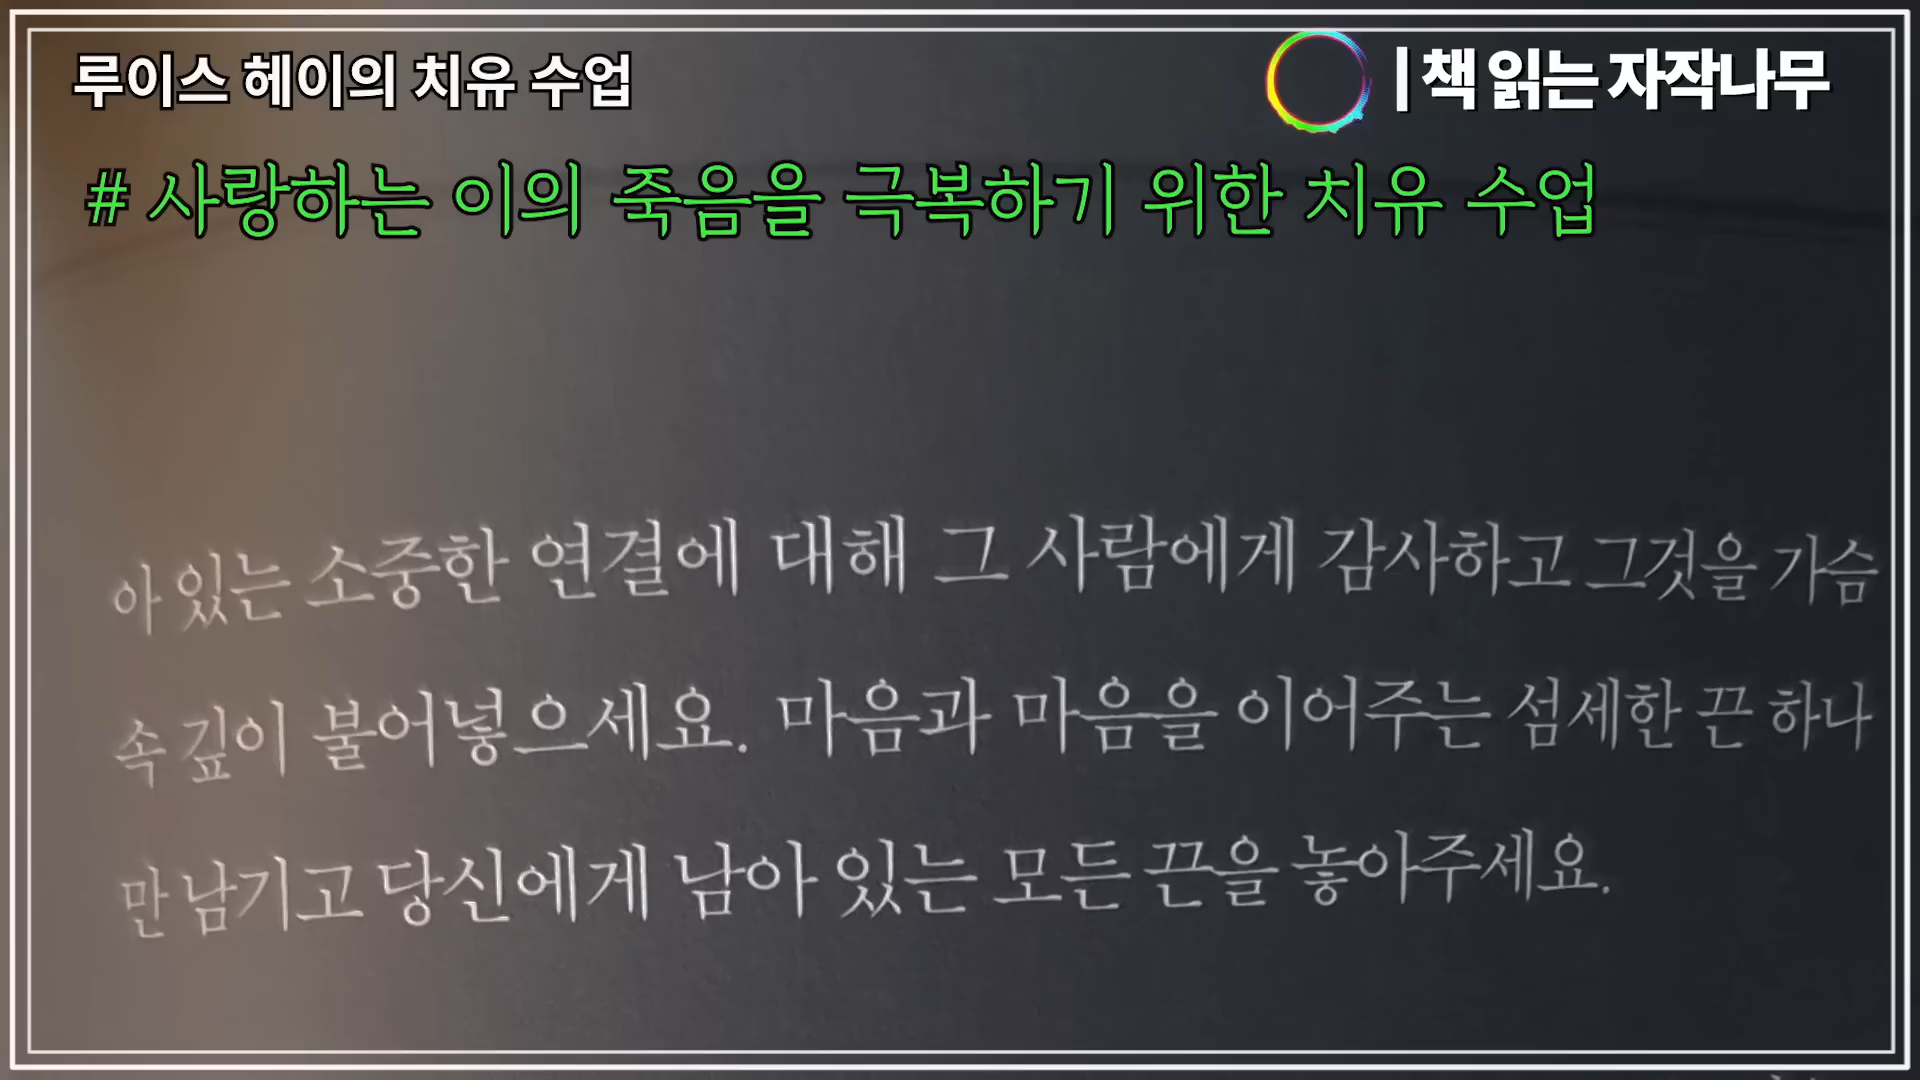 루이스 헤이의 치유 수업
| 책 읽는 자작나무
# 사랑하는 이의 죽음을 극복하기 위한 치유 수업
아 있는 소중한 연결에 대해 그 사람에게 감사하고 그것을 가슴
속 깊이 불어넣으세요. 마음과 마음을 이어주는 섬세한 끈 하나
만 남기고 당신에게 남아 있는 모든 끈을 놓아주세요.